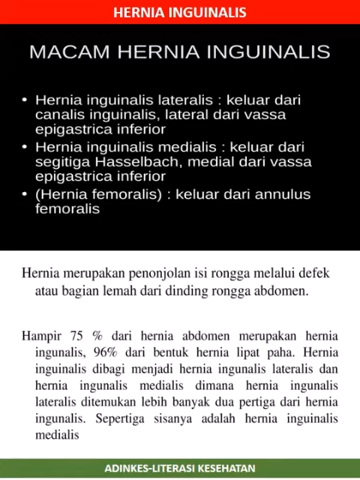 HERNIA INGUINALIS
MACAM HERNIA INGUINALIS
• Hernia inguinalis lateralis : keluar dari
canalis inguinalis, lateral dari vassa
epigastrica inferior
• Hernia inguinalis medialis : keluar dari
segitiga Hasselbach, medial dari vassa
epigastrica inferior
• (Hernia femoralis) : keluar dari annulus
femoralis
Hernia merupakan penonjolan isi rongga melalui defek
atau bagian lemah dari dinding rongga abdomen.
Hampir 75 % dari hernia abdomen merupakan hernia
ingunalis, 96% dari bentuk hernia lipat paha. Hernia
inguinalis dibagi menjadi hernia ingunalis lateralis dan
hernia ingunalis medialis dimana hernia ingunalis
lateralis ditemukan lebih banyak dua pertiga dari hernia
ingunalis. Sepertiga sisanya adalah hernia inguinalis
medialis
ADINKES-LITERASI KESEHATAN